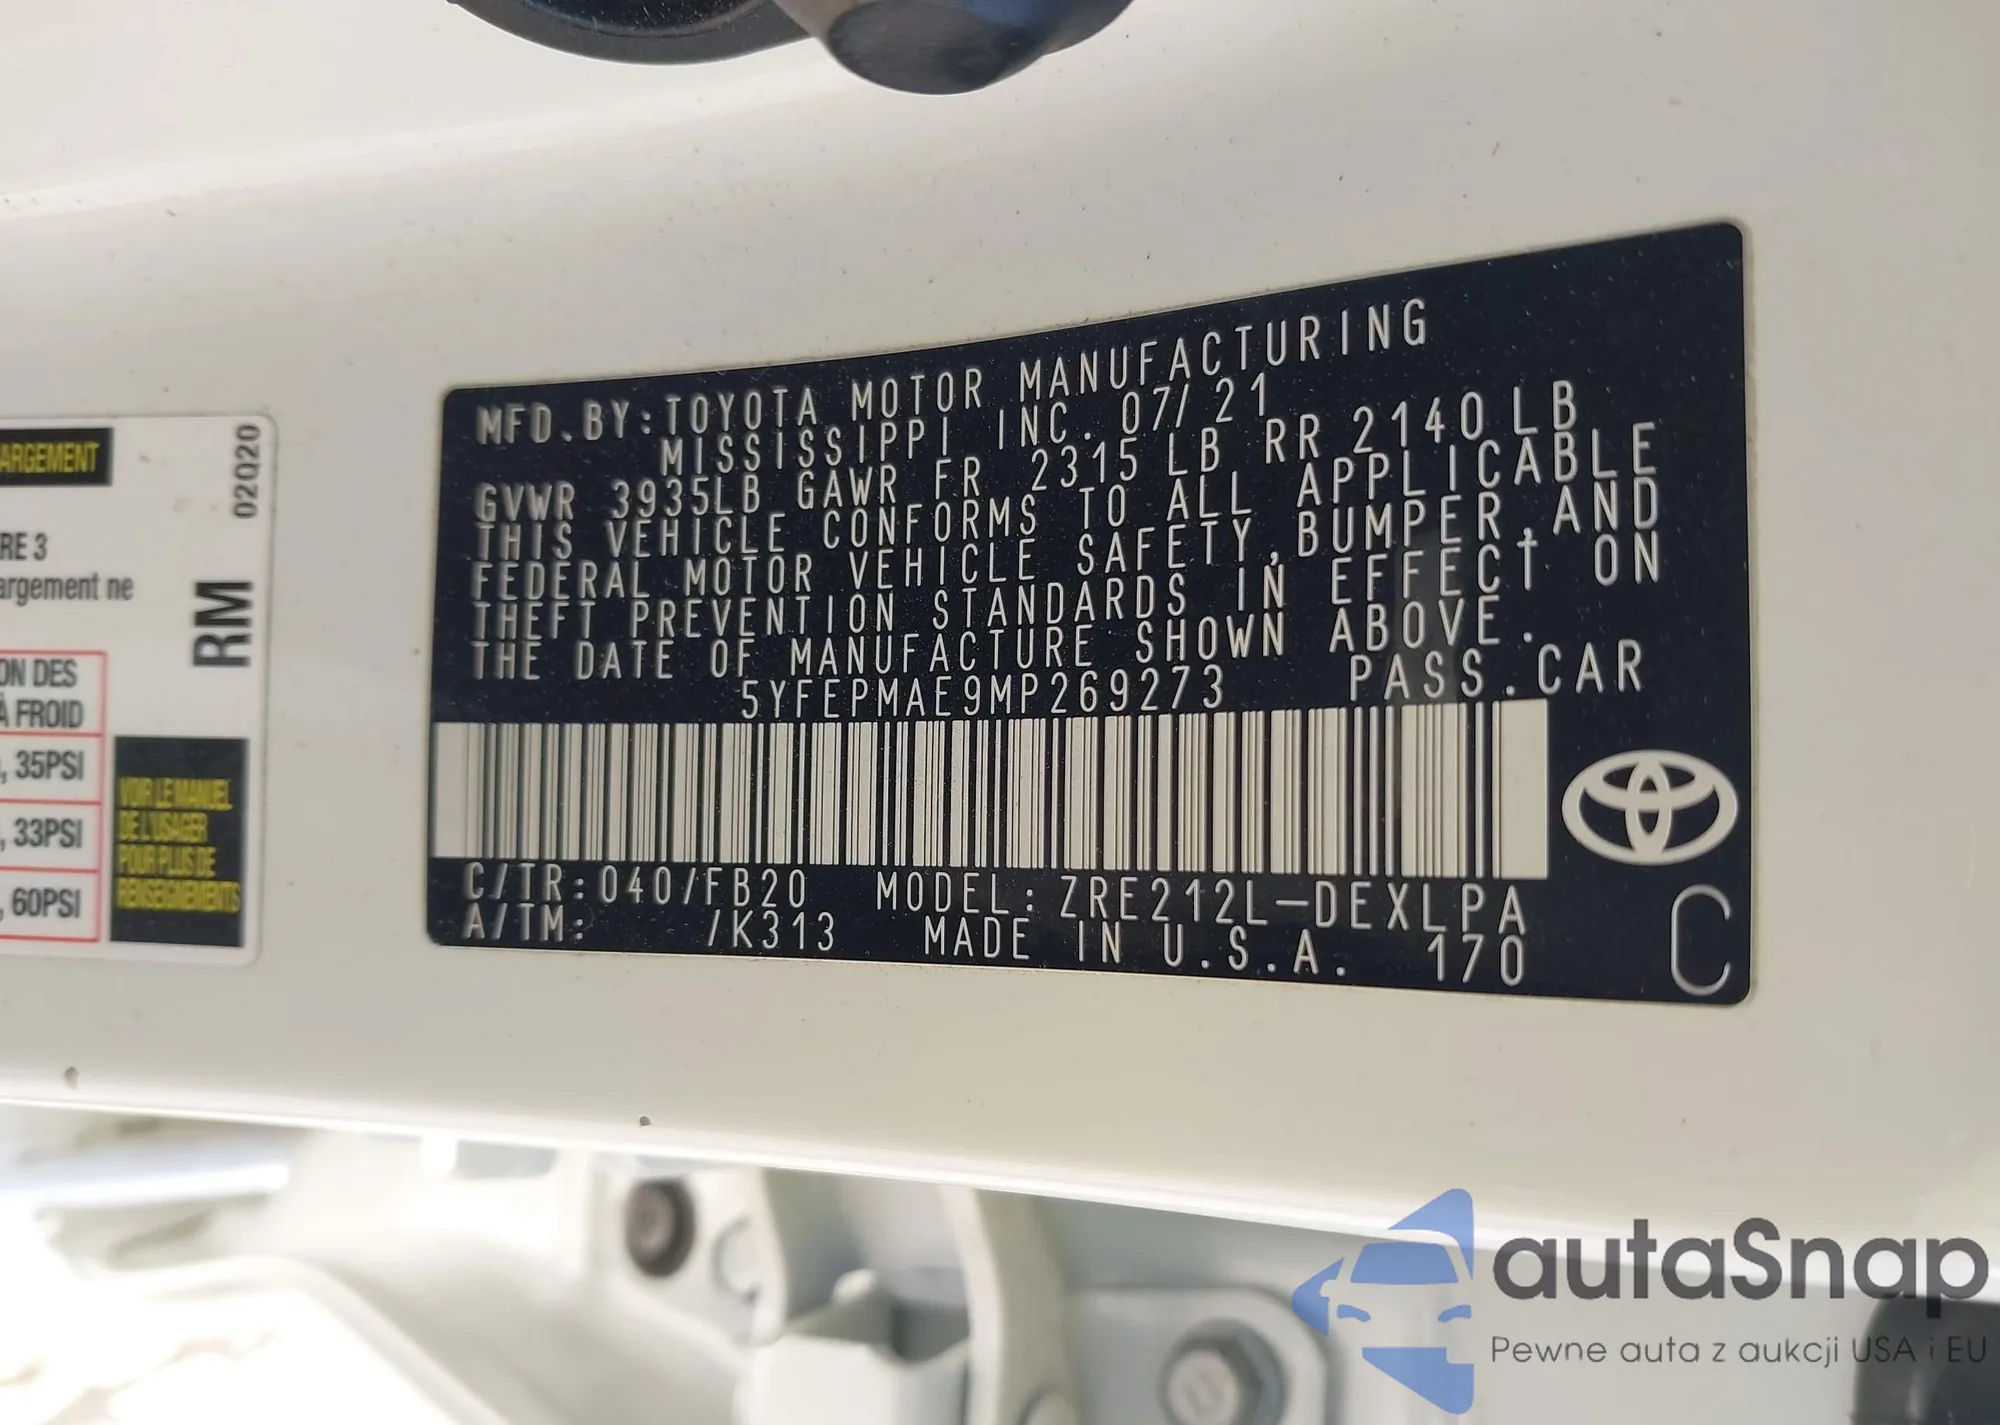 ARGEMENT
02Q20
RE 3
argement ne
RM
ON DES
À FROID
, 35PSI
, 33PSI
, 60PSI
VOIR LE MANUEL
DE L'USAGER
POUR PLUS DE
RENSEIGNEMENTS
MFD.BY:TOYOTA MOTOR MANUFACTURING
MISSISSIPPI INC. 07/21
GVWR 3935LB GAWR FR 2315 LB RR 2140 LB
THIS VEHICLE CONFORMS TO ALL APPLICABLE
FEDERAL MOTOR VEHICLE SAFETY,BUMPER,AND
THEFT PREVENTION STANDARDS IN EFFECT ON
THE DATE OF MANUFACTURE SHOWN ABOVE.
5YFEPMAE9MP269273 PASS.CAR
C/TR:040/FB20 MODEL:ZRE212L-DEXLPA
A/TM: /K313 MADE IN U.S.A. 170
C
autaSnap
Pewne auta z aukcji USA i EU